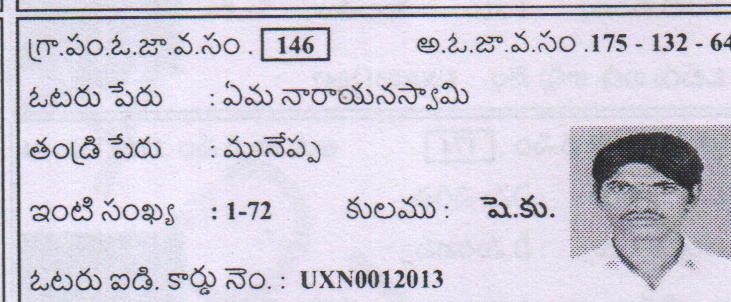 గ్రా.పం.ఓ.జా.వ.సం. 146 అ.ఓ.జా.వ.సం .175 - 132 - 64
ఓటరు పేరు : ఏమ నారాయనస్వామి
తండ్రి పేరు : మునేప్ప
ఇంటి సంఖ్య : 1-72 కులము : షె.కు.
ఓటరు ఐడి. కార్డు నెం. : UXN0012013